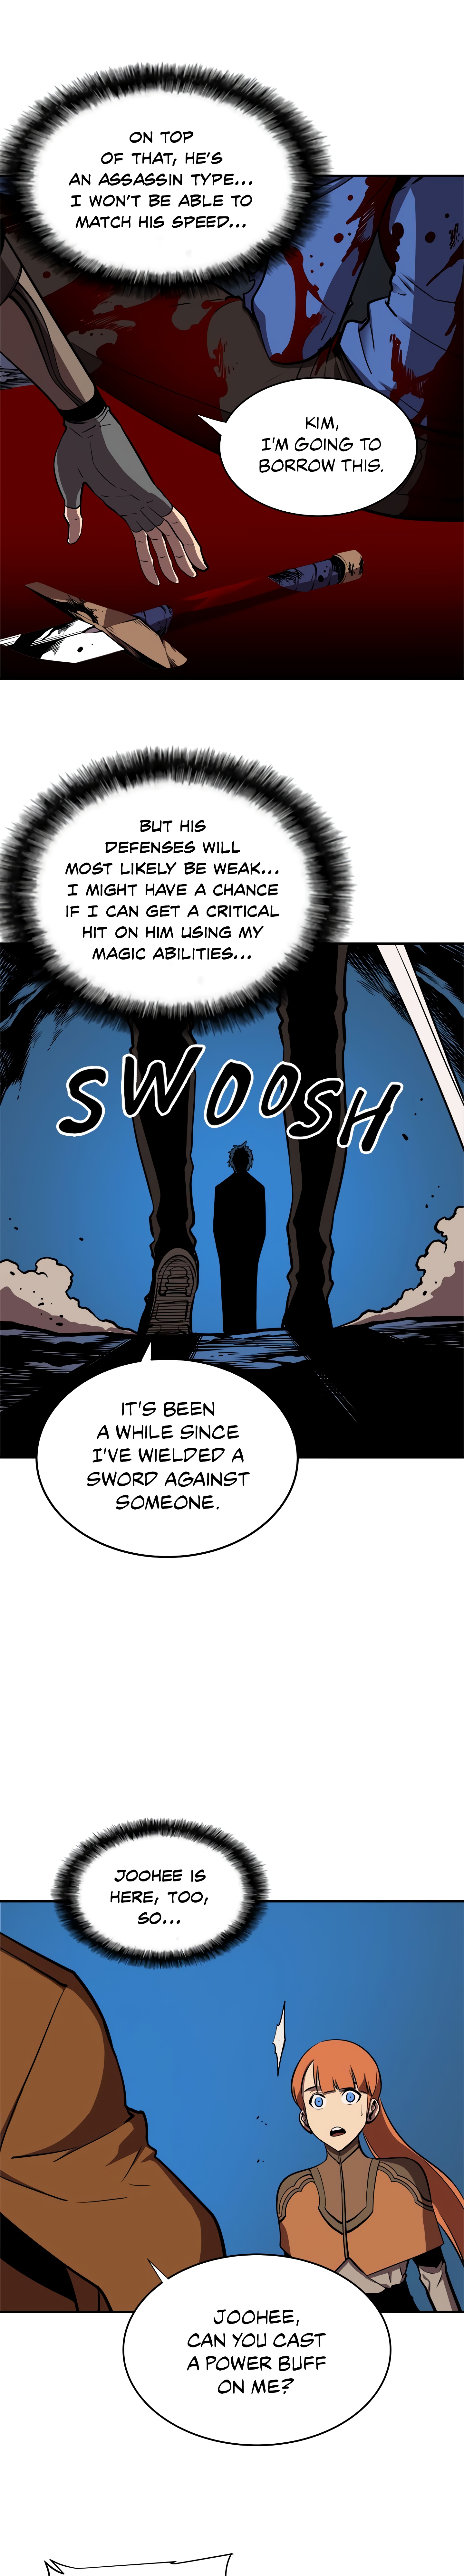 ON TOP
OF THAT, HE'S
AN ASSASSIN TYPE...
I WON'T BE ABLE TO
MATCH HIS SPEED...
KIM,
I'M GOING TO
BORROW THIS.
BUT HIS
DEFENSES WILL
MOST LIKELY BE WEAK...
I MIGHT HAVE A CHANCE
IF I CAN GET A CRITICAL
HIT ON HIM USING MY
MAGIC ABILITIES...
SWOOSH
IT'S BEEN
A WHILE SINCE
I'VE WIELDED A
SWORD AGAINST
SOMEONE.
JOOHEE IS
HERE, TOO,
SO...
JOOHEE,
CAN YOU CAST
A POWER BUFF
ON ME?